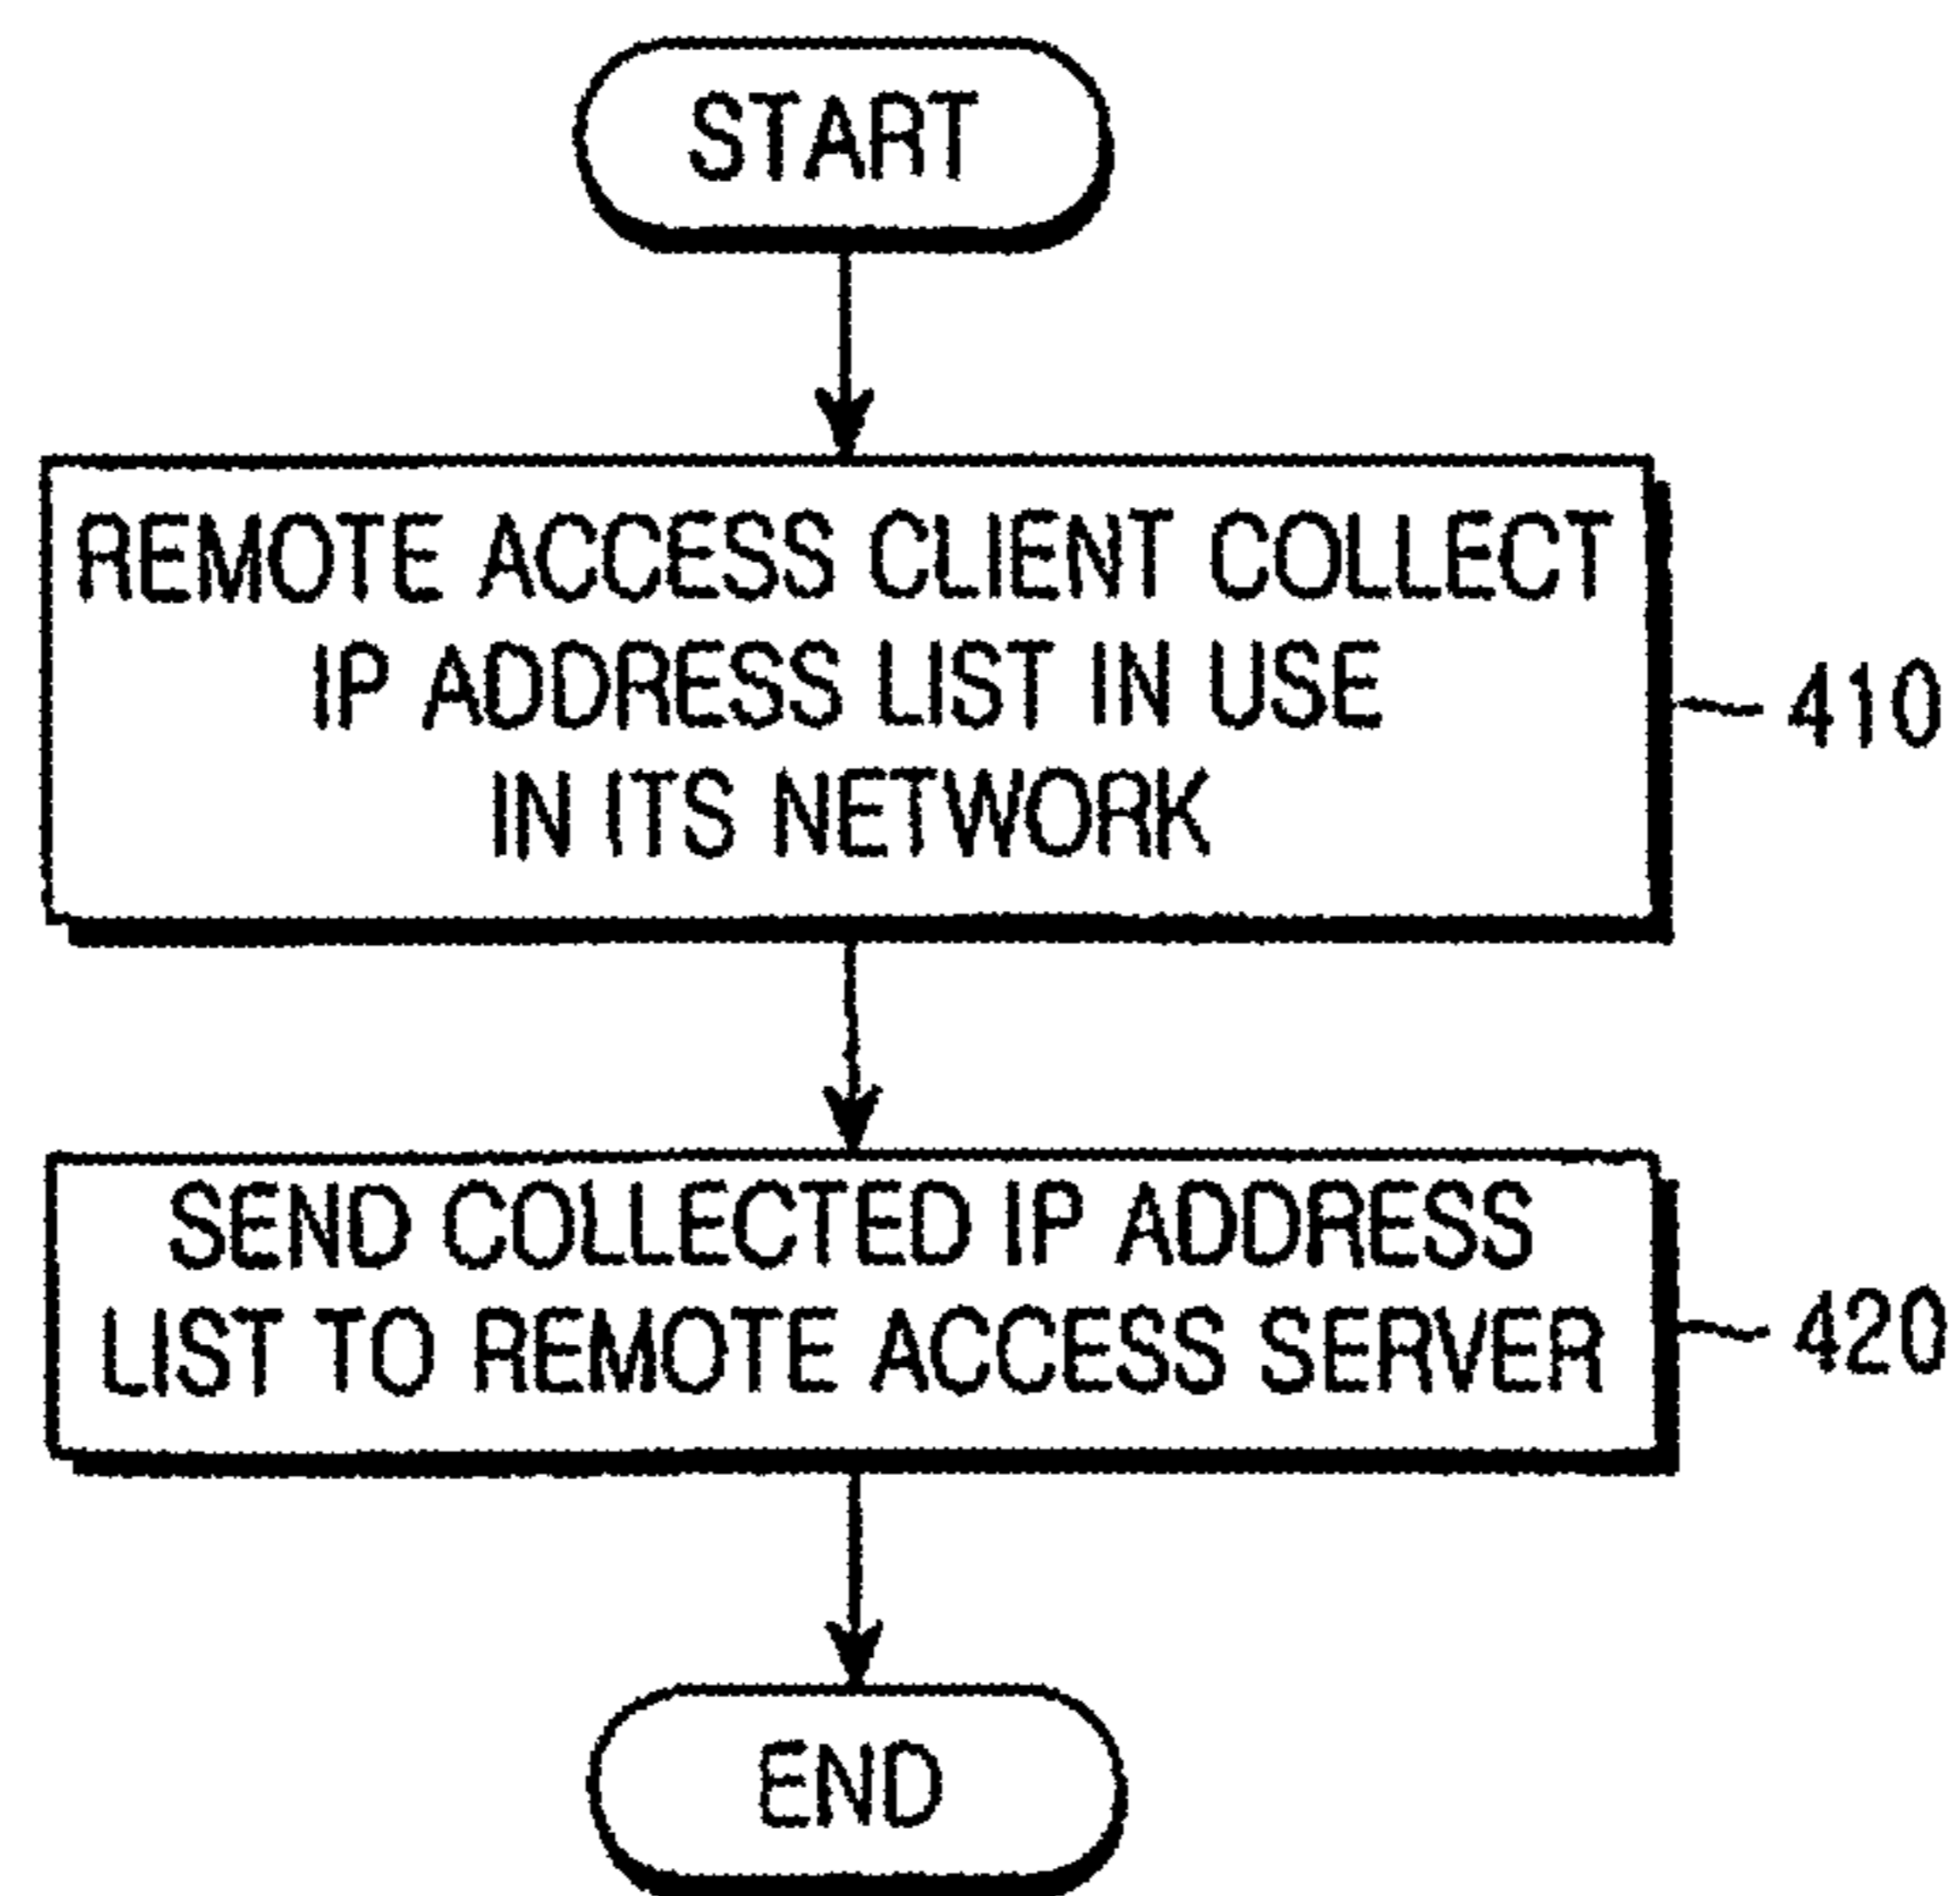 START
REMOTE ACCESS CLIENT COLLECT
IP ADDRESS LIST IN USE
IN ITS NETWORK
410
SEND COLLECTED IP ADDRESS
LIST TO REMOTE ACCESS SERVER
420
END